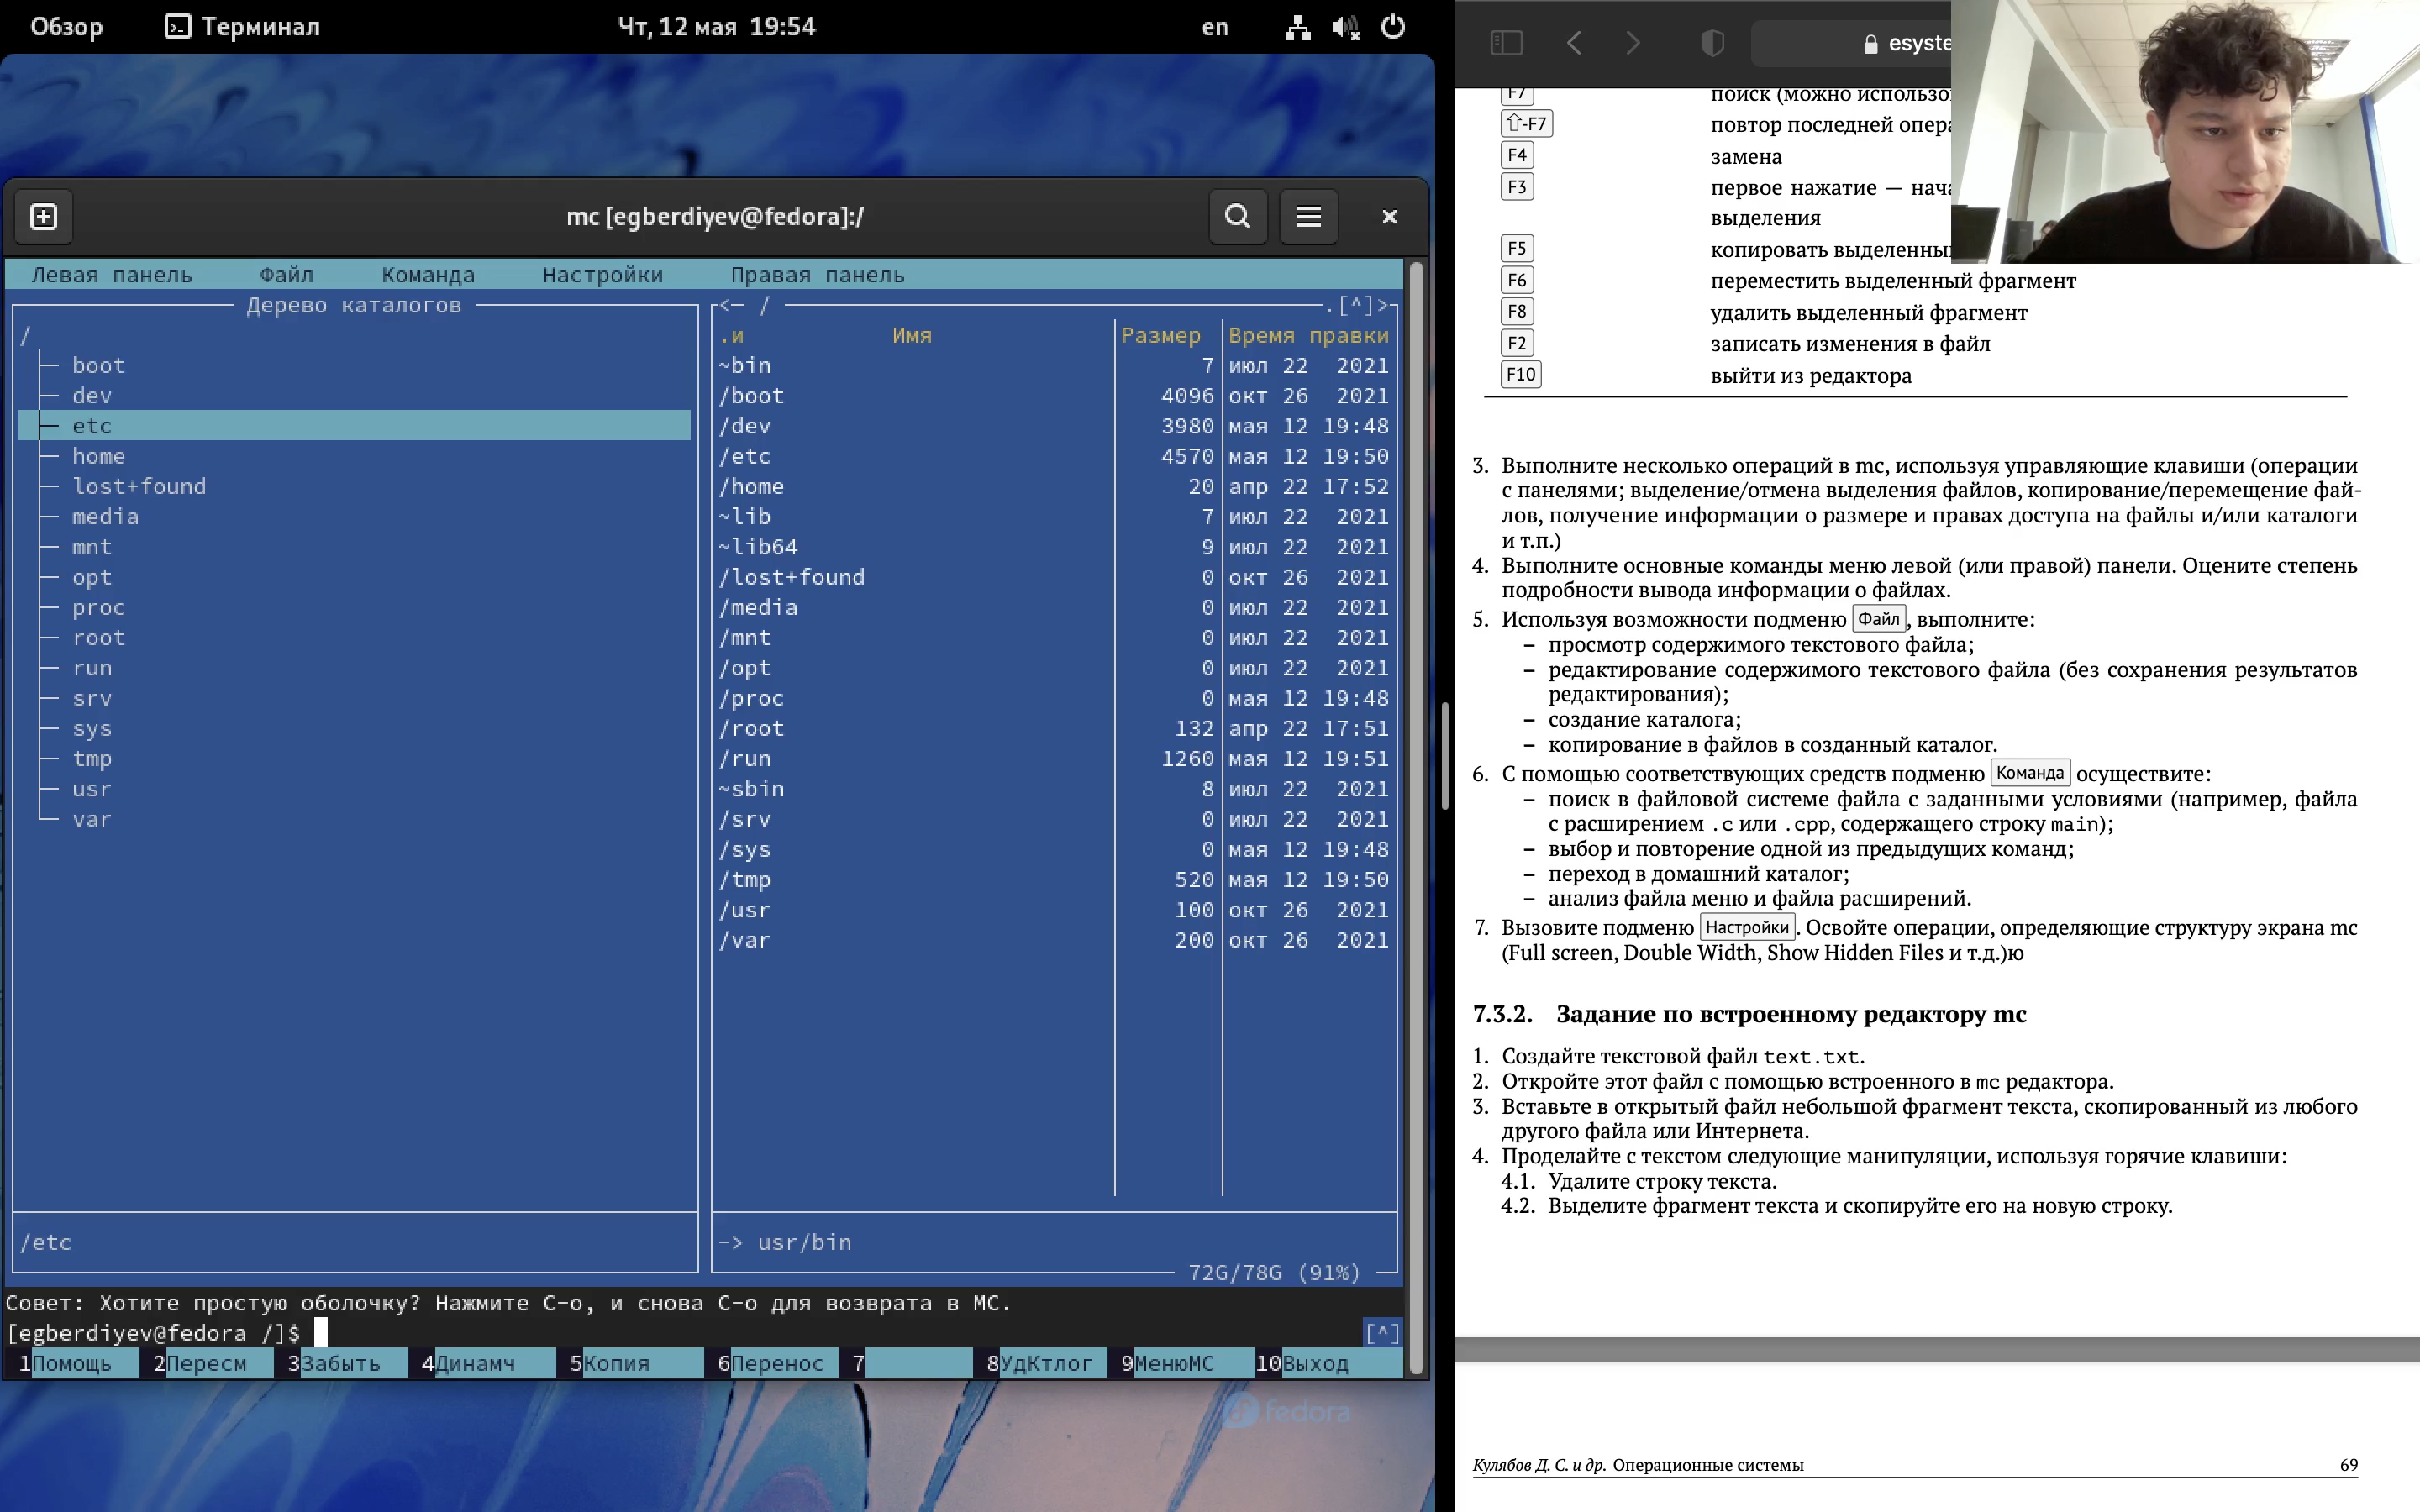 Обзор Терминал Чт, 12 мая 19:54 en
mc [egberdiyev@fedora]:/
Левая панель Файл Команда Настройки Правая панель
Дерево каталогов
/
boot
dev
etc
home
lost+found
media
mnt
opt
proc
root
run
srv
sys
tmp
usr
var
/etc
<— / .[^]>
.и Имя Размер Время правки
~bin 7 июл 22 2021
/boot 4096 окт 26 2021
/dev 3980 мая 12 19:48
/etc 4570 мая 12 19:50
/home 20 апр 22 17:52
~lib 7 июл 22 2021
~lib64 9 июл 22 2021
/lost+found 0 окт 26 2021
/media 0 июл 22 2021
/mnt 0 июл 22 2021
/opt 0 июл 22 2021
/proc 0 мая 12 19:48
/root 132 апр 22 17:51
/run 1260 мая 12 19:51
~sbin 8 июл 22 2021
/srv 0 июл 22 2021
/sys 0 мая 12 19:48
/tmp 520 мая 12 19:50
/usr 100 окт 26 2021
/var 200 окт 26 2021
-> usr/bin
72G/78G (91%)
Совет: Хотите простую оболочку? Нажмите C-o, и снова C-o для возврата в MC.
[egberdiyev@fedora /]$ [^]
1Помощь 2Пересм 3Забыть 4Динамч 5Копия 6Перенос 7 8УдКтлог 9МенюМС 10Выход
fedora
esyste
F7 поиск (можно использо
⇧-F7 повтор последней опер
F4 замена
F3 первое нажатие — нач
выделения
F5 копировать выделенны
F6 переместить выделенный фрагмент
F8 удалить выделенный фрагмент
F2 записать изменения в файл
F10 выйти из редактора
3. Выполните несколько операций в mc, используя управляющие клавиши (операции
с панелями; выделение/отмена выделения файлов, копирование/перемещение фай-
лов, получение информации о размере и правах доступа на файлы и/или каталоги
и т.п.)
4. Выполните основные команды меню левой (или правой) панели. Оцените степень
подробности вывода информации о файлах.
5. Используя возможности подменю Файл, выполните:
– просмотр содержимого текстового файла;
– редактирование содержимого текстового файла (без сохранения результатов
редактирования);
– создание каталога;
– копирование в файлов в созданный каталог.
6. С помощью соответствующих средств подменю Команда осуществите:
– поиск в файловой системе файла с заданными условиями (например, файла
с расширением .c или .cpp, содержащего строку main);
– выбор и повторение одной из предыдущих команд;
– переход в домашний каталог;
– анализ файла меню и файла расширений.
7. Вызовите подменю Настройки. Освойте операции, определяющие структуру экрана mc
(Full screen, Double Width, Show Hidden Files и т.д.)ю
7.3.2. Задание по встроенному редактору mc
1. Создайте текстовой файл text.txt.
2. Откройте этот файл с помощью встроенного в mc редактора.
3. Вставьте в открытый файл небольшой фрагмент текста, скопированный из любого
другого файла или Интернета.
4. Проделайте с текстом следующие манипуляции, используя горячие клавиши:
4.1. Удалите строку текста.
4.2. Выделите фрагмент текста и скопируйте его на новую строку.
Кулябов Д. С. и др. Операционные системы 69